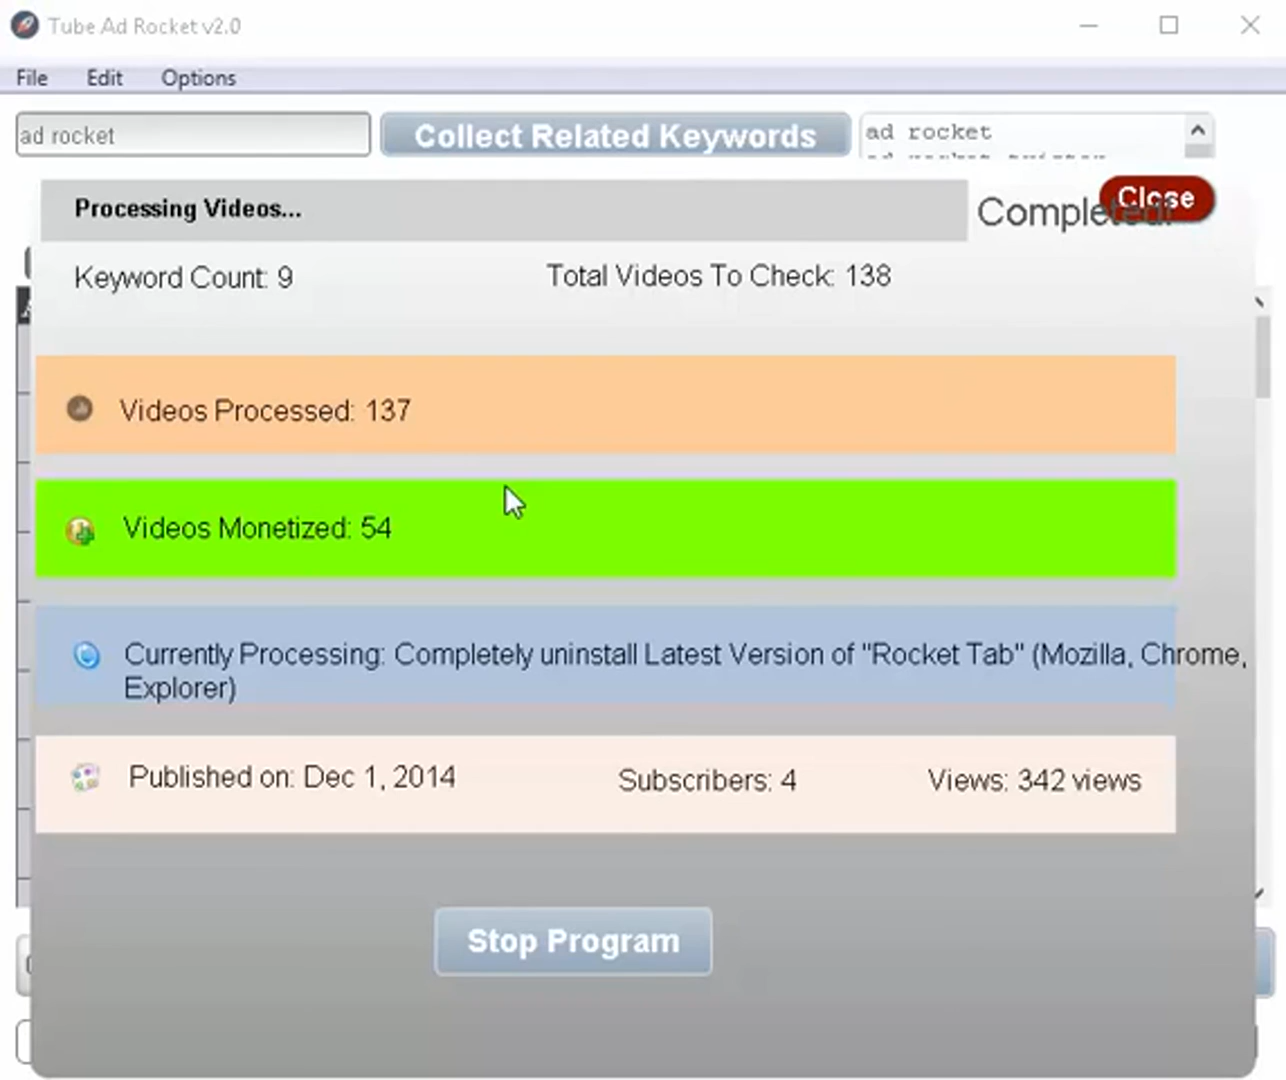 Tube Ad Rocket v2.0
File Edit Options
ad rocket
Collect Related Keywords
ad rocket
Processing Videos...
Completed!
Close
Keyword Count: 9
Total Videos To Check: 138
Videos Processed: 137
Videos Monetized: 54
Currently Processing: Completely uninstall Latest Version of "Rocket Tab" (Mozilla, Chrome,
Explorer)
Published on: Dec 1, 2014
Subscribers: 4
Views: 342 views
Stop Program